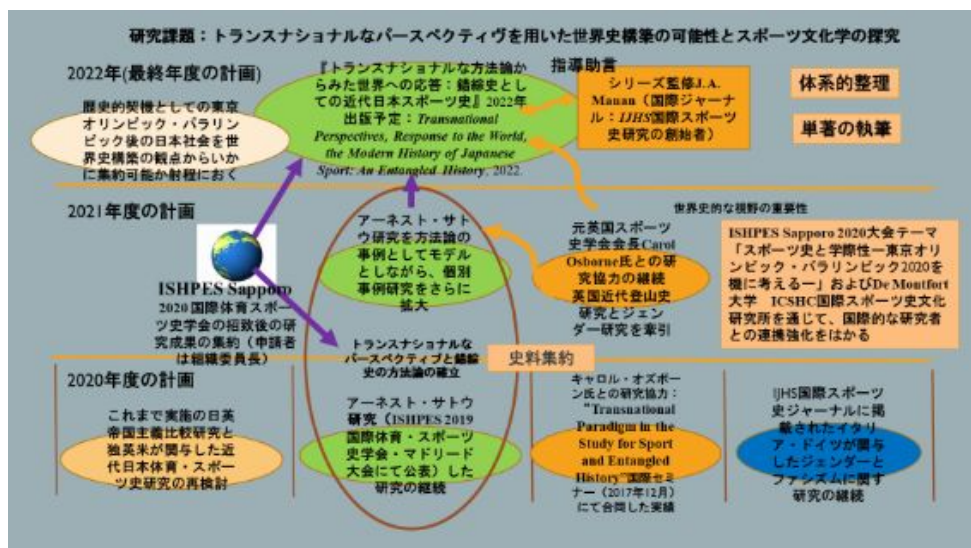 研究課題：トランスナショナルなパースペクティヴを用いた世界史構築の可能性とスポーツ文化学の探究
2022年(最終年度の計画)
歴史的契機としての東京
オリンピック・パラリン
ピック後の日本社会を世
界史構築の観点からいか
に集約可能か射程におく
『トランスナショナルな方法論か
らみた世界への応答：錯綜史とし
ての近代日本スポーツ史』2022年
出版予定：Transnational
Perspectives, Response to the World,
the Modern History of Japanese
Sport: An Entangled History, 2022.
指導助言
シリーズ監修J.A.
Manan（国際ジャーナ
ル：IJHS国際スポーツ
史研究の創始者）
体系的整理
単著の執筆
2021年度の計画
ISHPES Sapporo
2020 国際体育スポー
ツ史学会の招致後の研
究成果の集約（申請者
は組織委員長）
アーネスト・サト
ウ研究を方法論の
事例としてモデル
としながら、個別
事例研究をさらに
拡大
トランスナショナルな
パースペクティブと錯綜
史の方法論の確立
元英国スポーツ
史学会会長Carol
Osborne氏との研
究協力の継続
英国近代登山史
研究とジェン
ダー研究を牽引
世界史的な視野の重要性
ISHPES Sapporo 2020大会テーマ
「スポーツ史と学際性ー東京オリ
ンピック・パラリンピック2020を
機に考えるー」およびDe Montfort
大学　ICSHC国際スポーツ史文化
研究所を通じて、国際的な研究者
との連携強化をはかる
史料集約
2020年度の計画
これまで実施の日英
帝国主義比較研究と
独英米が関与した近
代日本体育・スポー
ツ史研究の再検討
アーネスト・サトウ
研究（ISHPES 2019
国際体育・スポーツ
史学会・マドリード
大会にて公表）した
研究の継続
キャロル・オズボー
ン氏との研究協力：
"Transnational
Paradigm in the
Study for Sport
and Entangled
History"国際セミ
ナー（2017年12月）
にて合同した実績
IJHS国際スポーツ
史ジャーナルに掲
載されたイタリ
ア・ドイツが関与
したジェンダーと
ファシズムに関す
る研究の継続